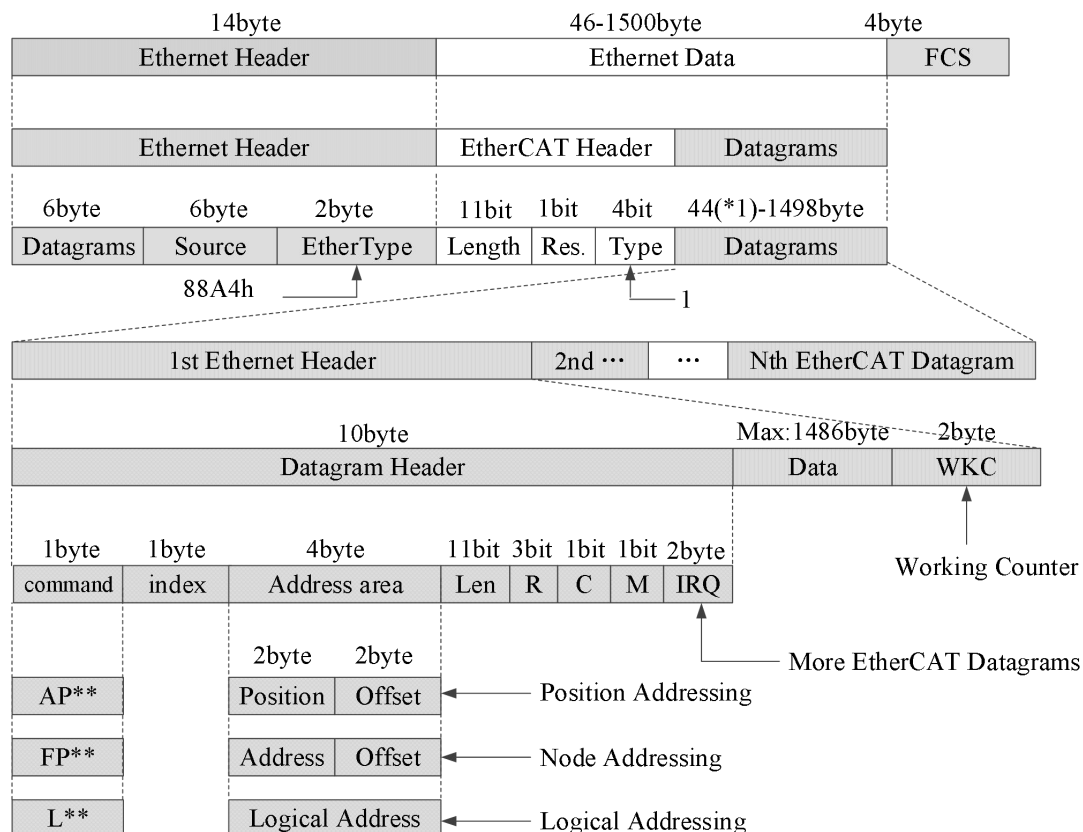 14byte 46-1500byte 4byte
Ethernet Header Ethernet Data FCS
Ethernet Header EtherCAT Header Datagrams
6byte 6byte 2byte 11bit 1bit 4bit 44(*1)-1498byte
Datagrams Source EtherType Length Res. Type Datagrams
88A4h 1
1st Ethernet Header 2nd ··· ··· Nth EtherCAT Datagram
10byte Max:1486byte 2byte
Datagram Header Data WKC
Working Counter
1byte 1byte 4byte 11bit 3bit 1bit 1bit 2byte
command index Address area Len R C M IRQ
More EtherCAT Datagrams
2byte 2byte
AP** Position Offset Position Addressing
FP** Address Offset Node Addressing
L** Logical Address Logical Addressing